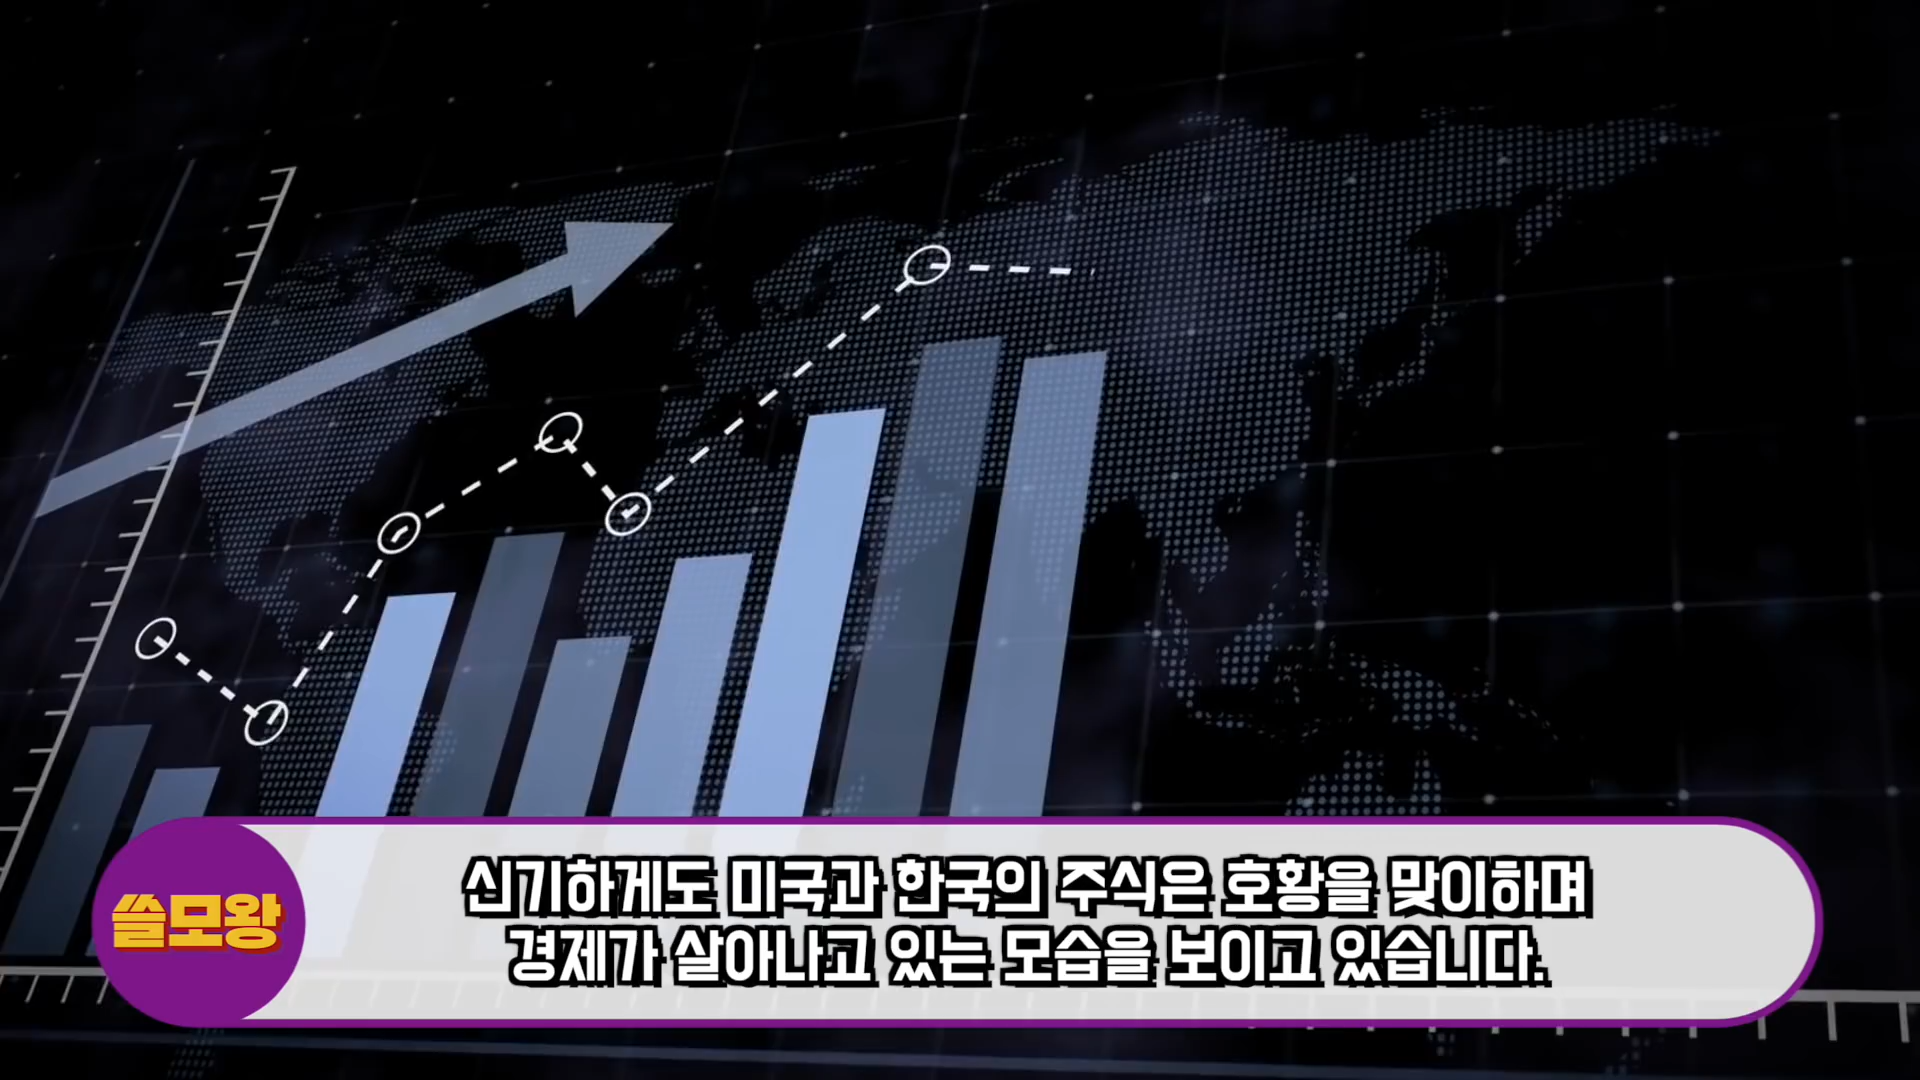 쓸모왕
신기하게도 미국과 한국의 주식은 호황을 맞이하며
경제가 살아나고 있는 모습을 보이고 있습니다.